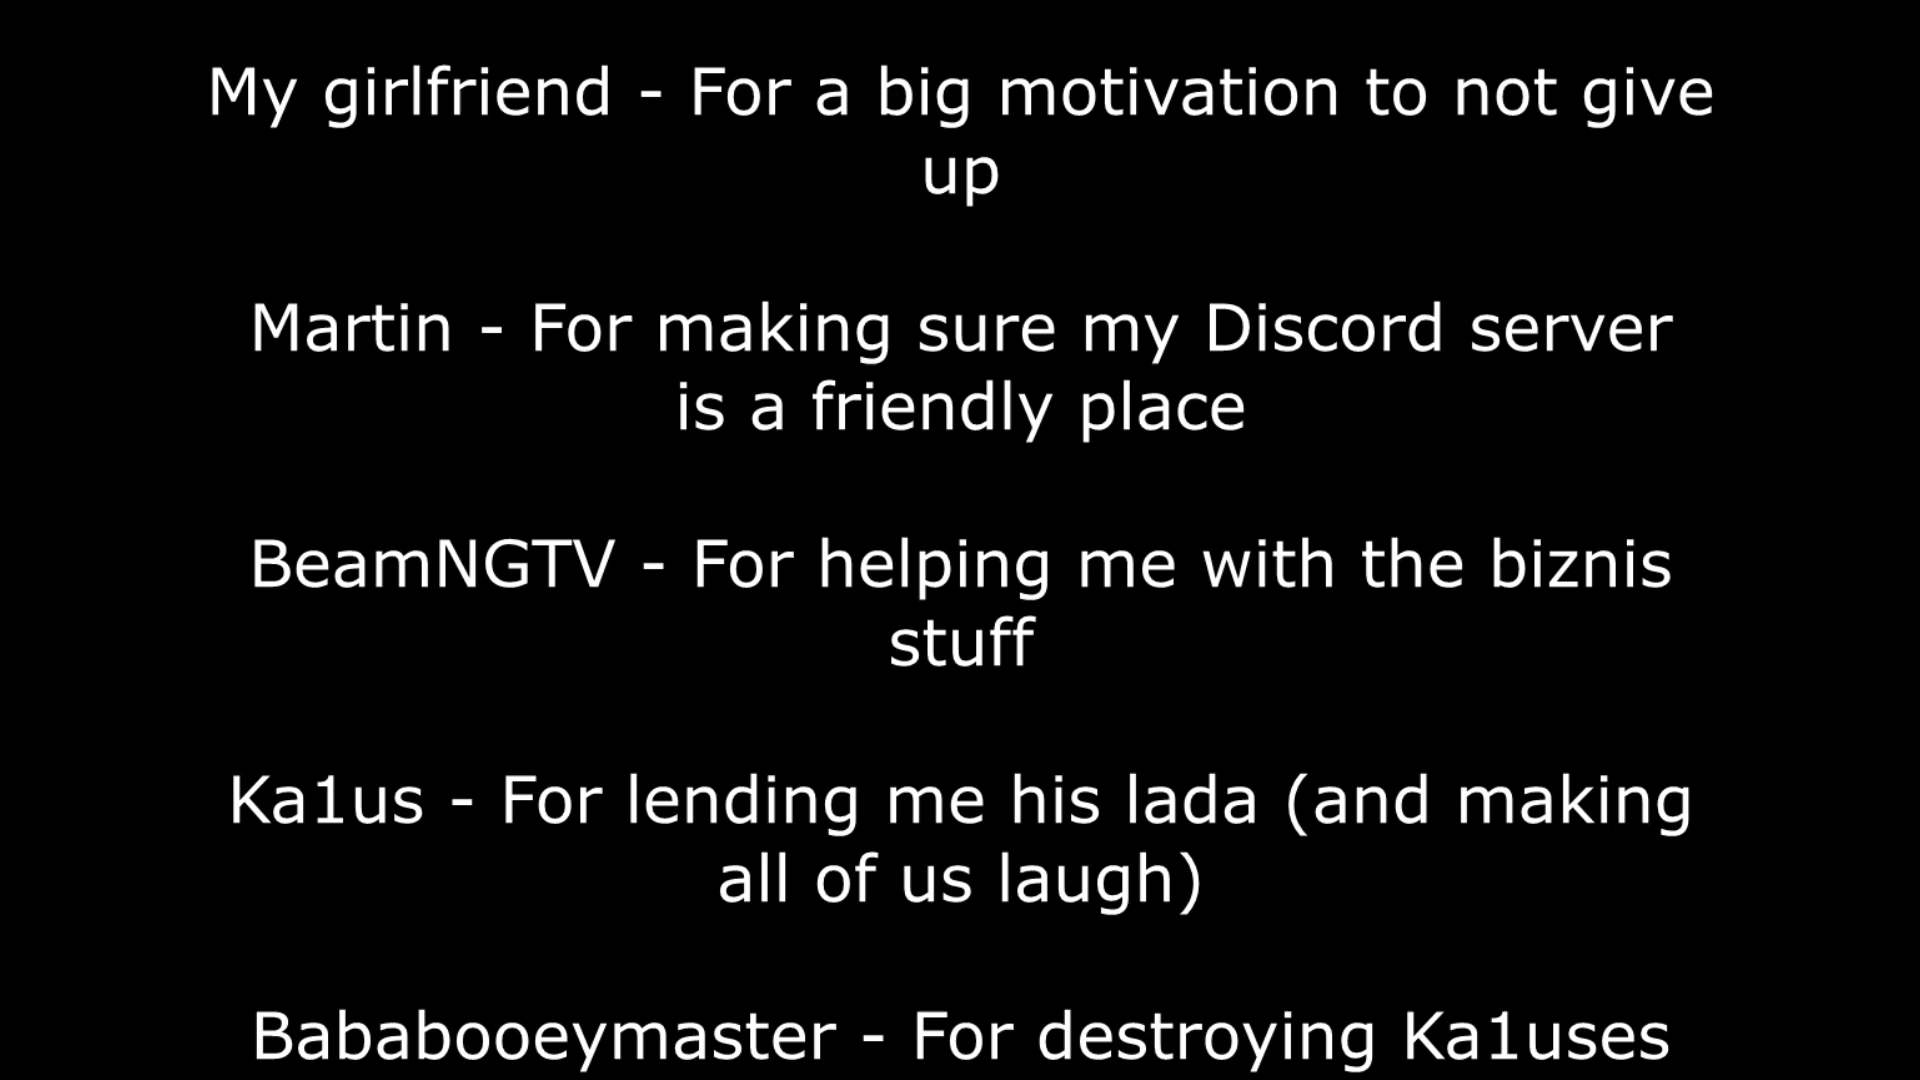 My girlfriend - For a big motivation to not give
up
Martin - For making sure my Discord server
is a friendly place
BeamNGTV - For helping me with the biznis
stuff
Ka1us - For lending me his lada (and making
all of us laugh)
Bababooeymaster - For destroying Ka1uses